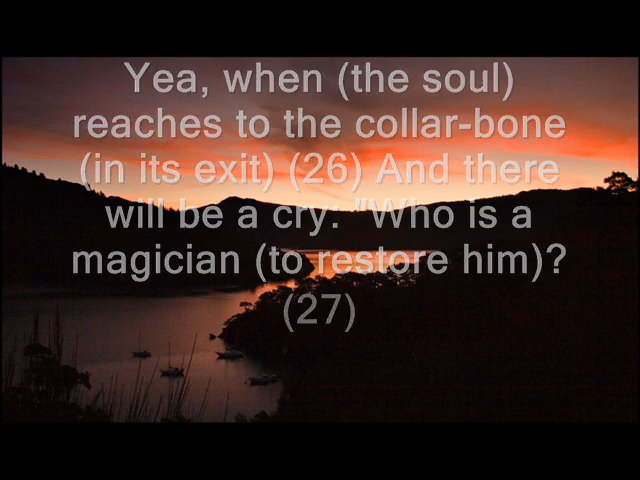 Yea, when (the soul)
reaches to the collar-bone
(in its exit) (26) And there
will be a cry: "Who is a
magician (to restore him)?
(27)